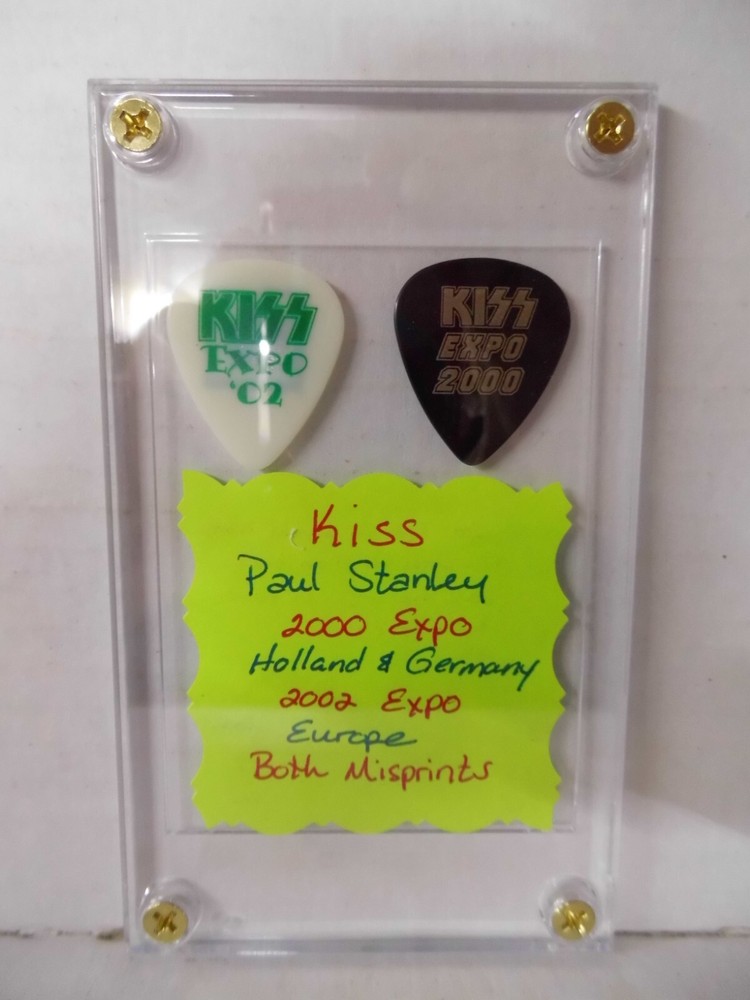 KISS
EXPO
'02
KISS
EXPO
2000
Kiss
Paul Stanley
2000 Expo
Holland & Germany
2002 Expo
Europe
Both Misprints